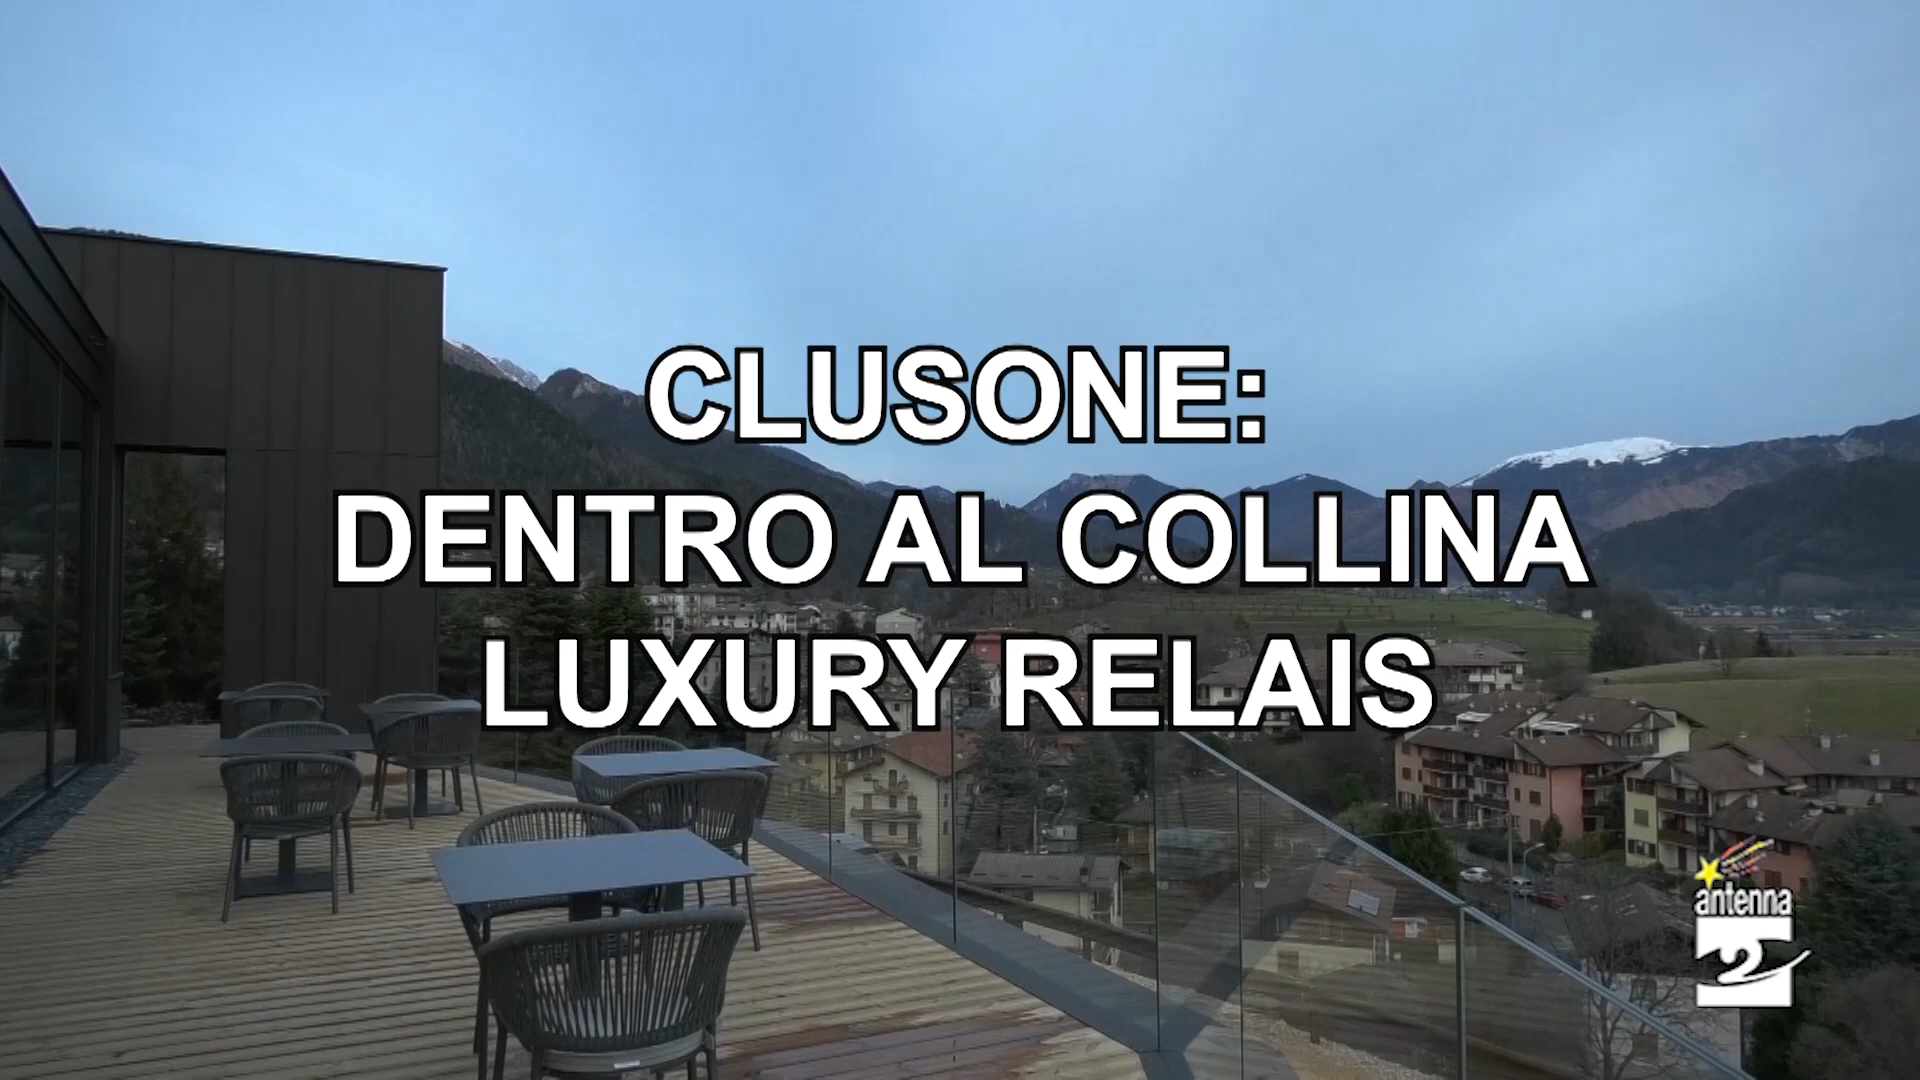 CLUSONE:
DENTRO AL COLLINA
LUXURY RELAIS
antenna
2